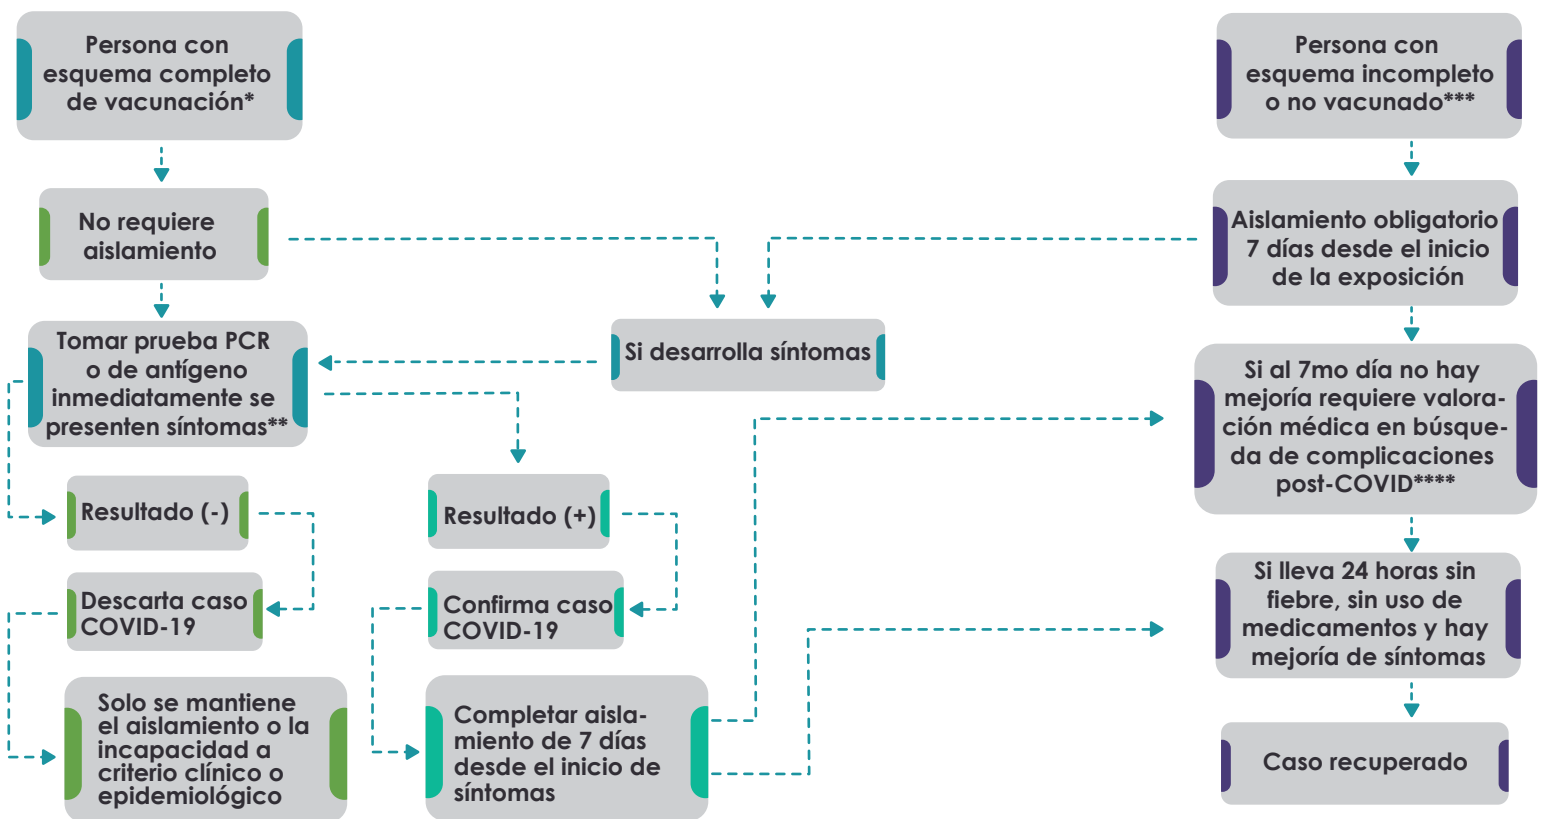 Persona con
esquema completo
de vacunación*
No requiere
aislamiento
Tomar prueba PCR
o de antígeno
inmediatamente se
presenten síntomas**
Resultado (-)
Descarta caso
COVID-19
Solo se mantiene
el aislamiento o la
incapacidad a
criterio clínico o
epidemiológico
Si desarrolla síntomas
Resultado (+)
Confirma caso
COVID-19
Completar aisla-
miento de 7 días
desde el inicio de
síntomas
Persona con
esquema incompleto
o no vacunado***
Aislamiento obligatorio
7 días desde el inicio
de la exposición
Si al 7mo día no hay
mejoría requiere valora-
ción médica en búsque-
da de complicaciones
post-COVID****
Si lleva 24 horas sin
fiebre, sin uso de
medicamentos y hay
mejoría de síntomas
Caso recuperado